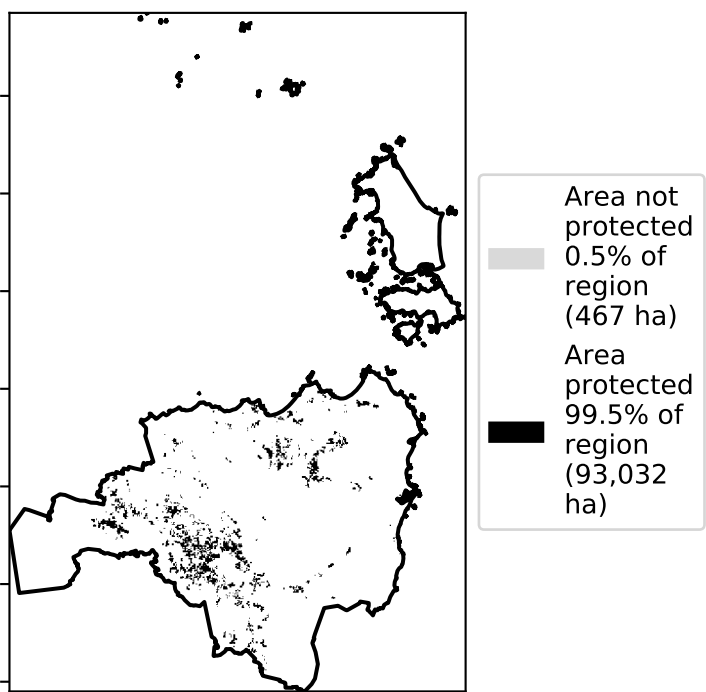 Area not
protected
0.5% of
region
(467 ha)
Area
protected
99.5% of
region
(93,032
ha)